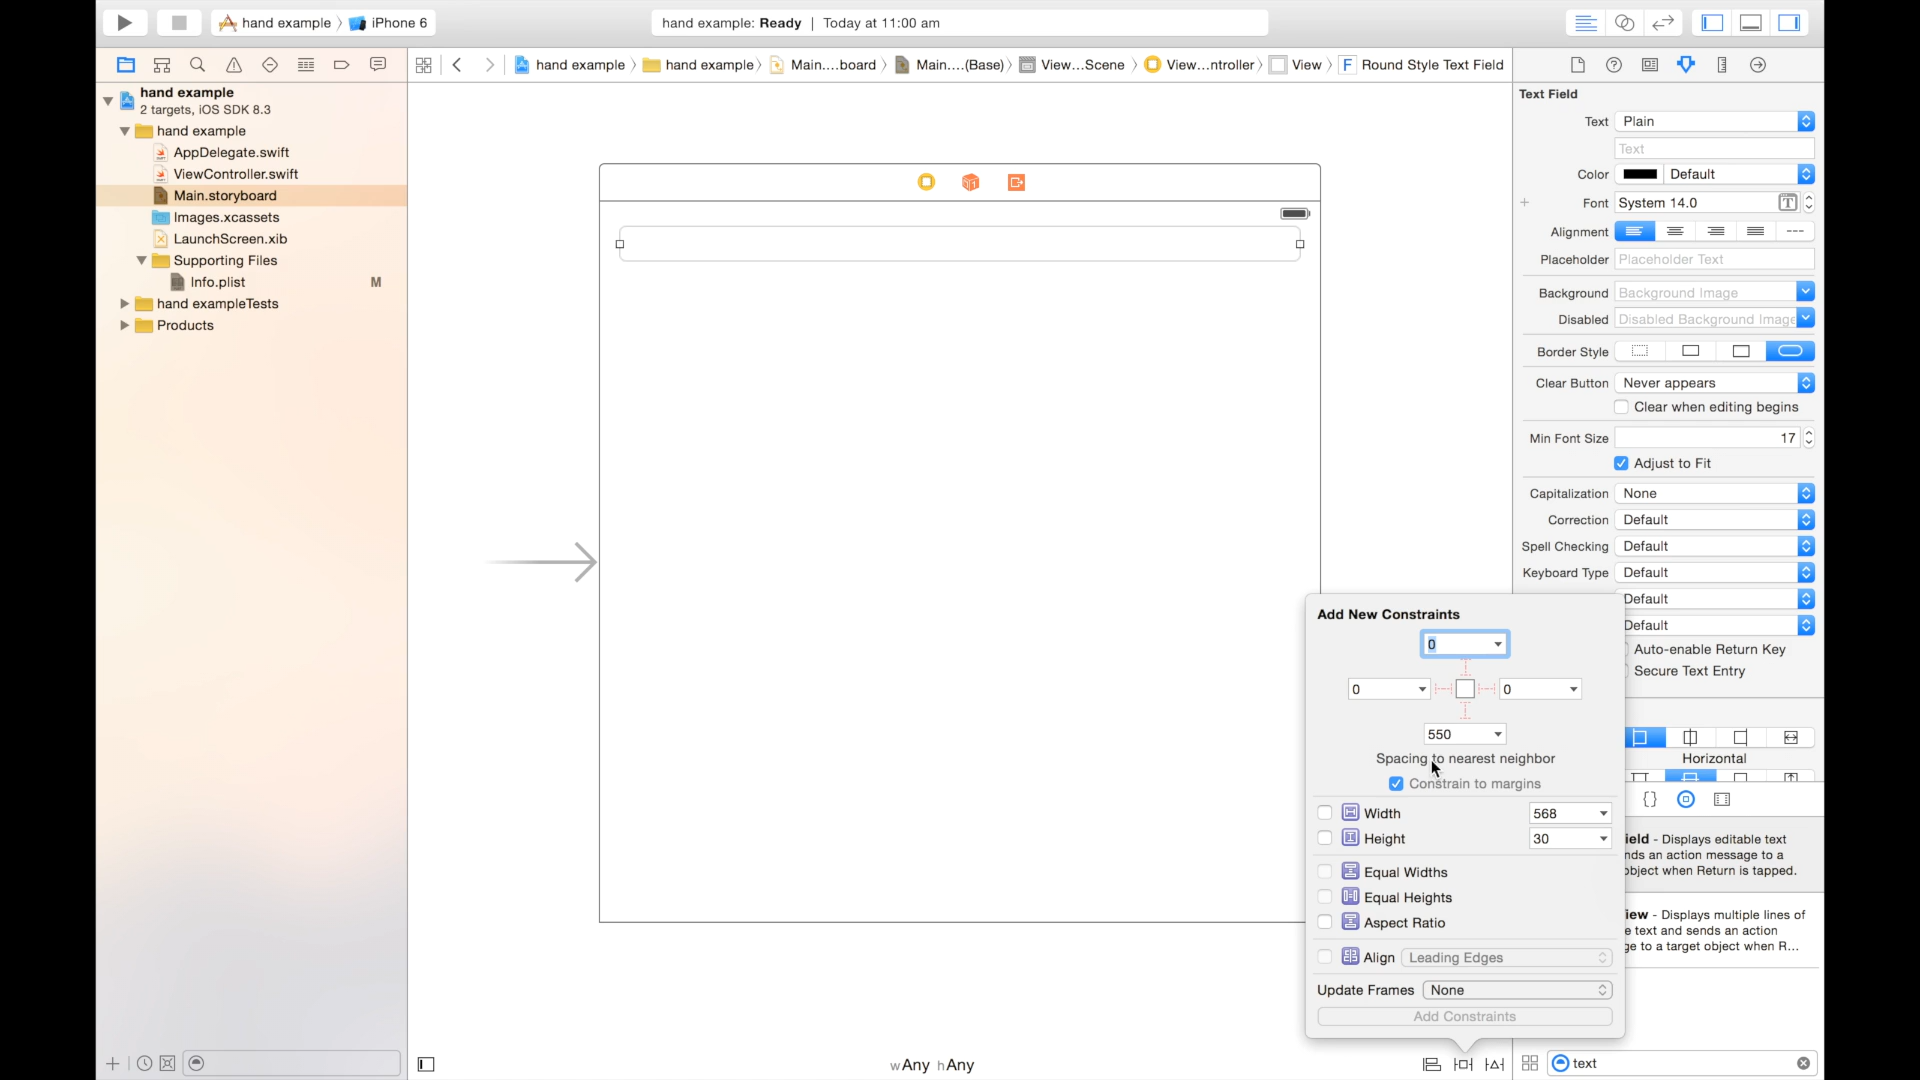 hand example
iPhone 6
hand example: Ready | Today at 11:00 am
hand example
2 targets, iOS SDK 8.3
hand example
AppDelegate.swift
ViewController.swift
Main.storyboard
Images.xcassets
LaunchScreen.xib
Supporting Files
Info.plist
M
hand exampleTests
Products
hand example
hand example
Main....board
Main....(Base)
View...Scene
View...ntroller
View
F
Round Style Text Field
Text Field
Text Plain
Text
Color Default
Font System 14.0
Alignment
Placeholder Placeholder Text
Background Background Image
Disabled Disabled Background Image
Border Style
Clear Button Never appears
Clear when editing begins
Min Font Size 17
Adjust to Fit
Capitalization None
Correction Default
Spell Checking Default
Keyboard Type Default
Default
Default
Auto-enable Return Key
Secure Text Entry
Horizontal
ield - Displays editable text
nds an action message to a
object when Return is tapped.
iew - Displays multiple lines of
e text and sends an action
ge to a target object when R...
Add New Constraints
0
0 0
550
Spacing to nearest neighbor
Constrain to margins
Width 568
Height 30
Equal Widths
Equal Heights
Aspect Ratio
Align Leading Edges
Update Frames None
Add Constraints
wAny hAny
text